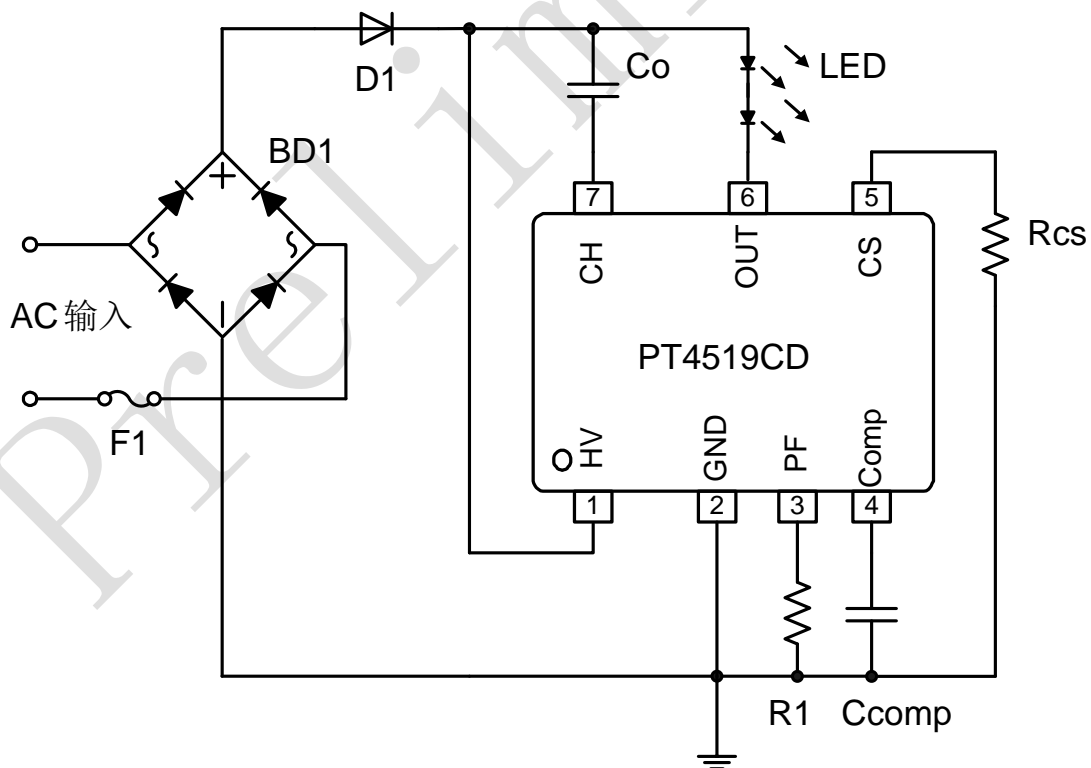 D1
Co
LED
BD1
+
7
6
5
CH
OUT
CS
Rcs
AC 输入
PT4519CD
F1
HV
GND
PF
Comp
1
2
3
4
R1
Ccomp
Prelim